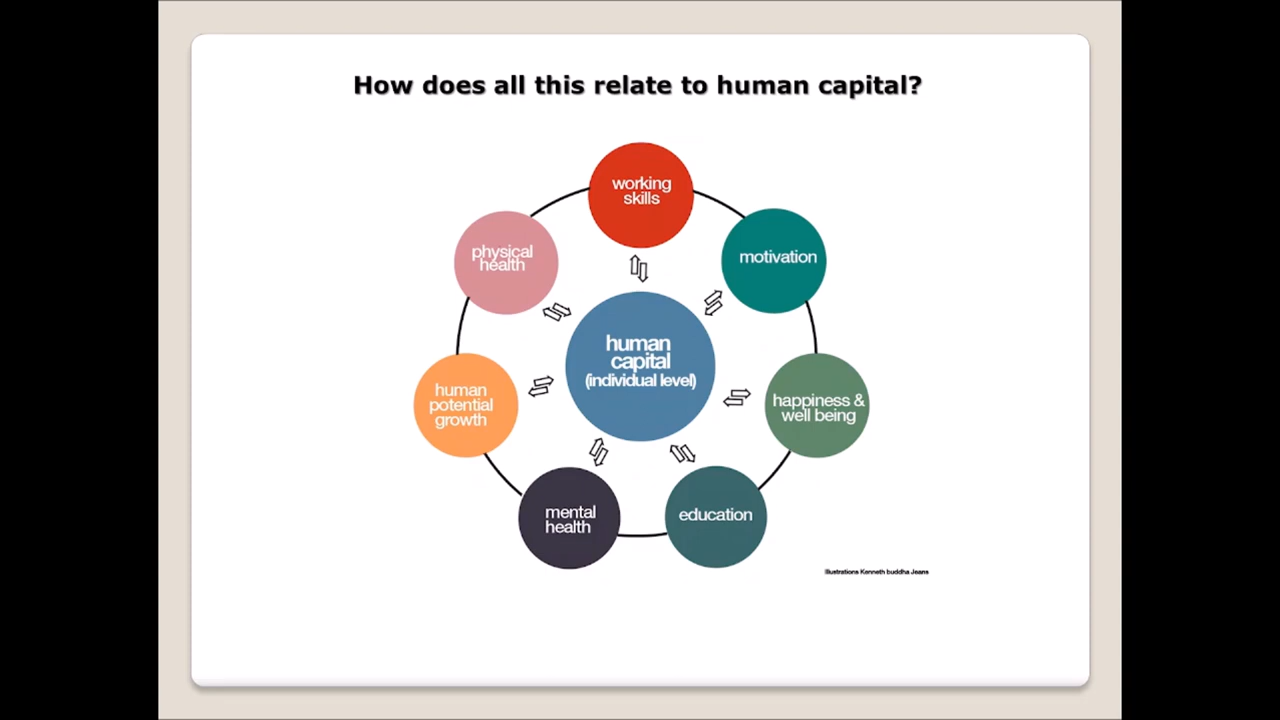 How does all this relate to human capital?
working
skills
motivation
happiness &
well being
education
mental
health
human
potential
growth
physical
health
human
capital
(individual level)
Illustrations Kenneth buddha Jeans